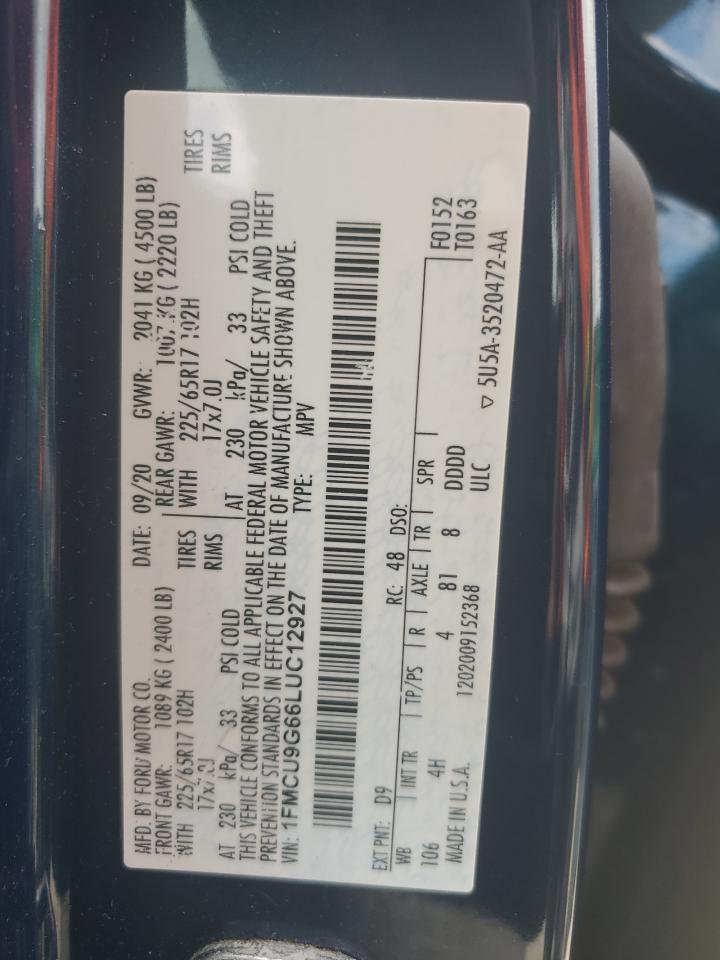 MFD. BY FORD MOTOR CO. DATE: 09/20 GVWR: 2041 KG ( 4500 LB)
FRONT GAWR: 1089 KG ( 2400 LB) REAR GAWR: 1007 KG ( 2220 LB)
WITH 225/65R17 102H TIRES WITH 225/65R17 102H TIRES
17x7.0J RIMS 17x7.0J RIMS
AT 230 kPa/ 33 PSI COLD AT 230 kPa/ 33 PSI COLD
THIS VEHICLE CONFORMS TO ALL APPLICABLE FEDERAL MOTOR VEHICLE SAFETY AND THEFT
PREVENTION STANDARDS IN EFFECT ON THE DATE OF MANUFACTURE SHOWN ABOVE.
VIN: 1FMCU9G66LUC12927 TYPE: MPV
EXT PNT: D9 RC: 48 DSO:
WB INT TR TP/PS R AXLE TR SPR F0152
106 4H 4 81 8 DDDD T0163
MADE IN U.S.A. 1202009152368 ULC
▽ 5U5A-3520472-AA